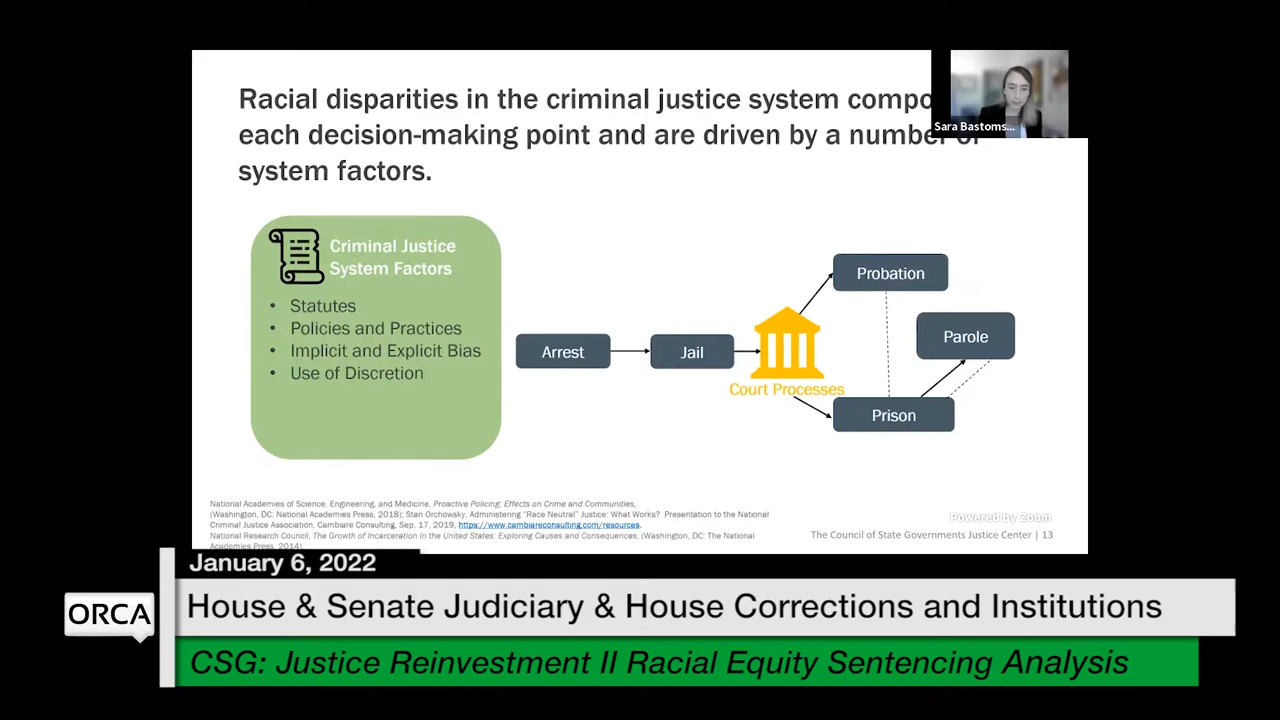 Racial disparities in the criminal justice system compo
each decision-making point and are driven by a number of
system factors.
Sara Bastoms...
Criminal Justice
System Factors
• Statutes
• Policies and Practices
• Implicit and Explicit Bias
• Use of Discretion
Arrest
Jail
Court Processes
Probation
Parole
Prison
National Academies of Science, Engineering, and Medicine, Proactive Policing: Effects on Crime and Communities,
(Washington, DC: National Academies Press, 2018); Stan Orchowsky, Administering "Race Neutral" Justice: What Works? Presentation to the National
Criminal Justice Association, Cambiare Consulting, Sep. 17, 2019, https://www.cambiareconsulting.com/resources.
National Research Council, The Growth of Incarceration in the United States: Exploring Causes and Consequences, (Washington, DC: The National
Academies Press, 2014).
Powered by Zoom
The Council of State Governments Justice Center | 13
January 6, 2022
ORCA
House & Senate Judiciary & House Corrections and Institutions
CSG: Justice Reinvestment II Racial Equity Sentencing Analysis